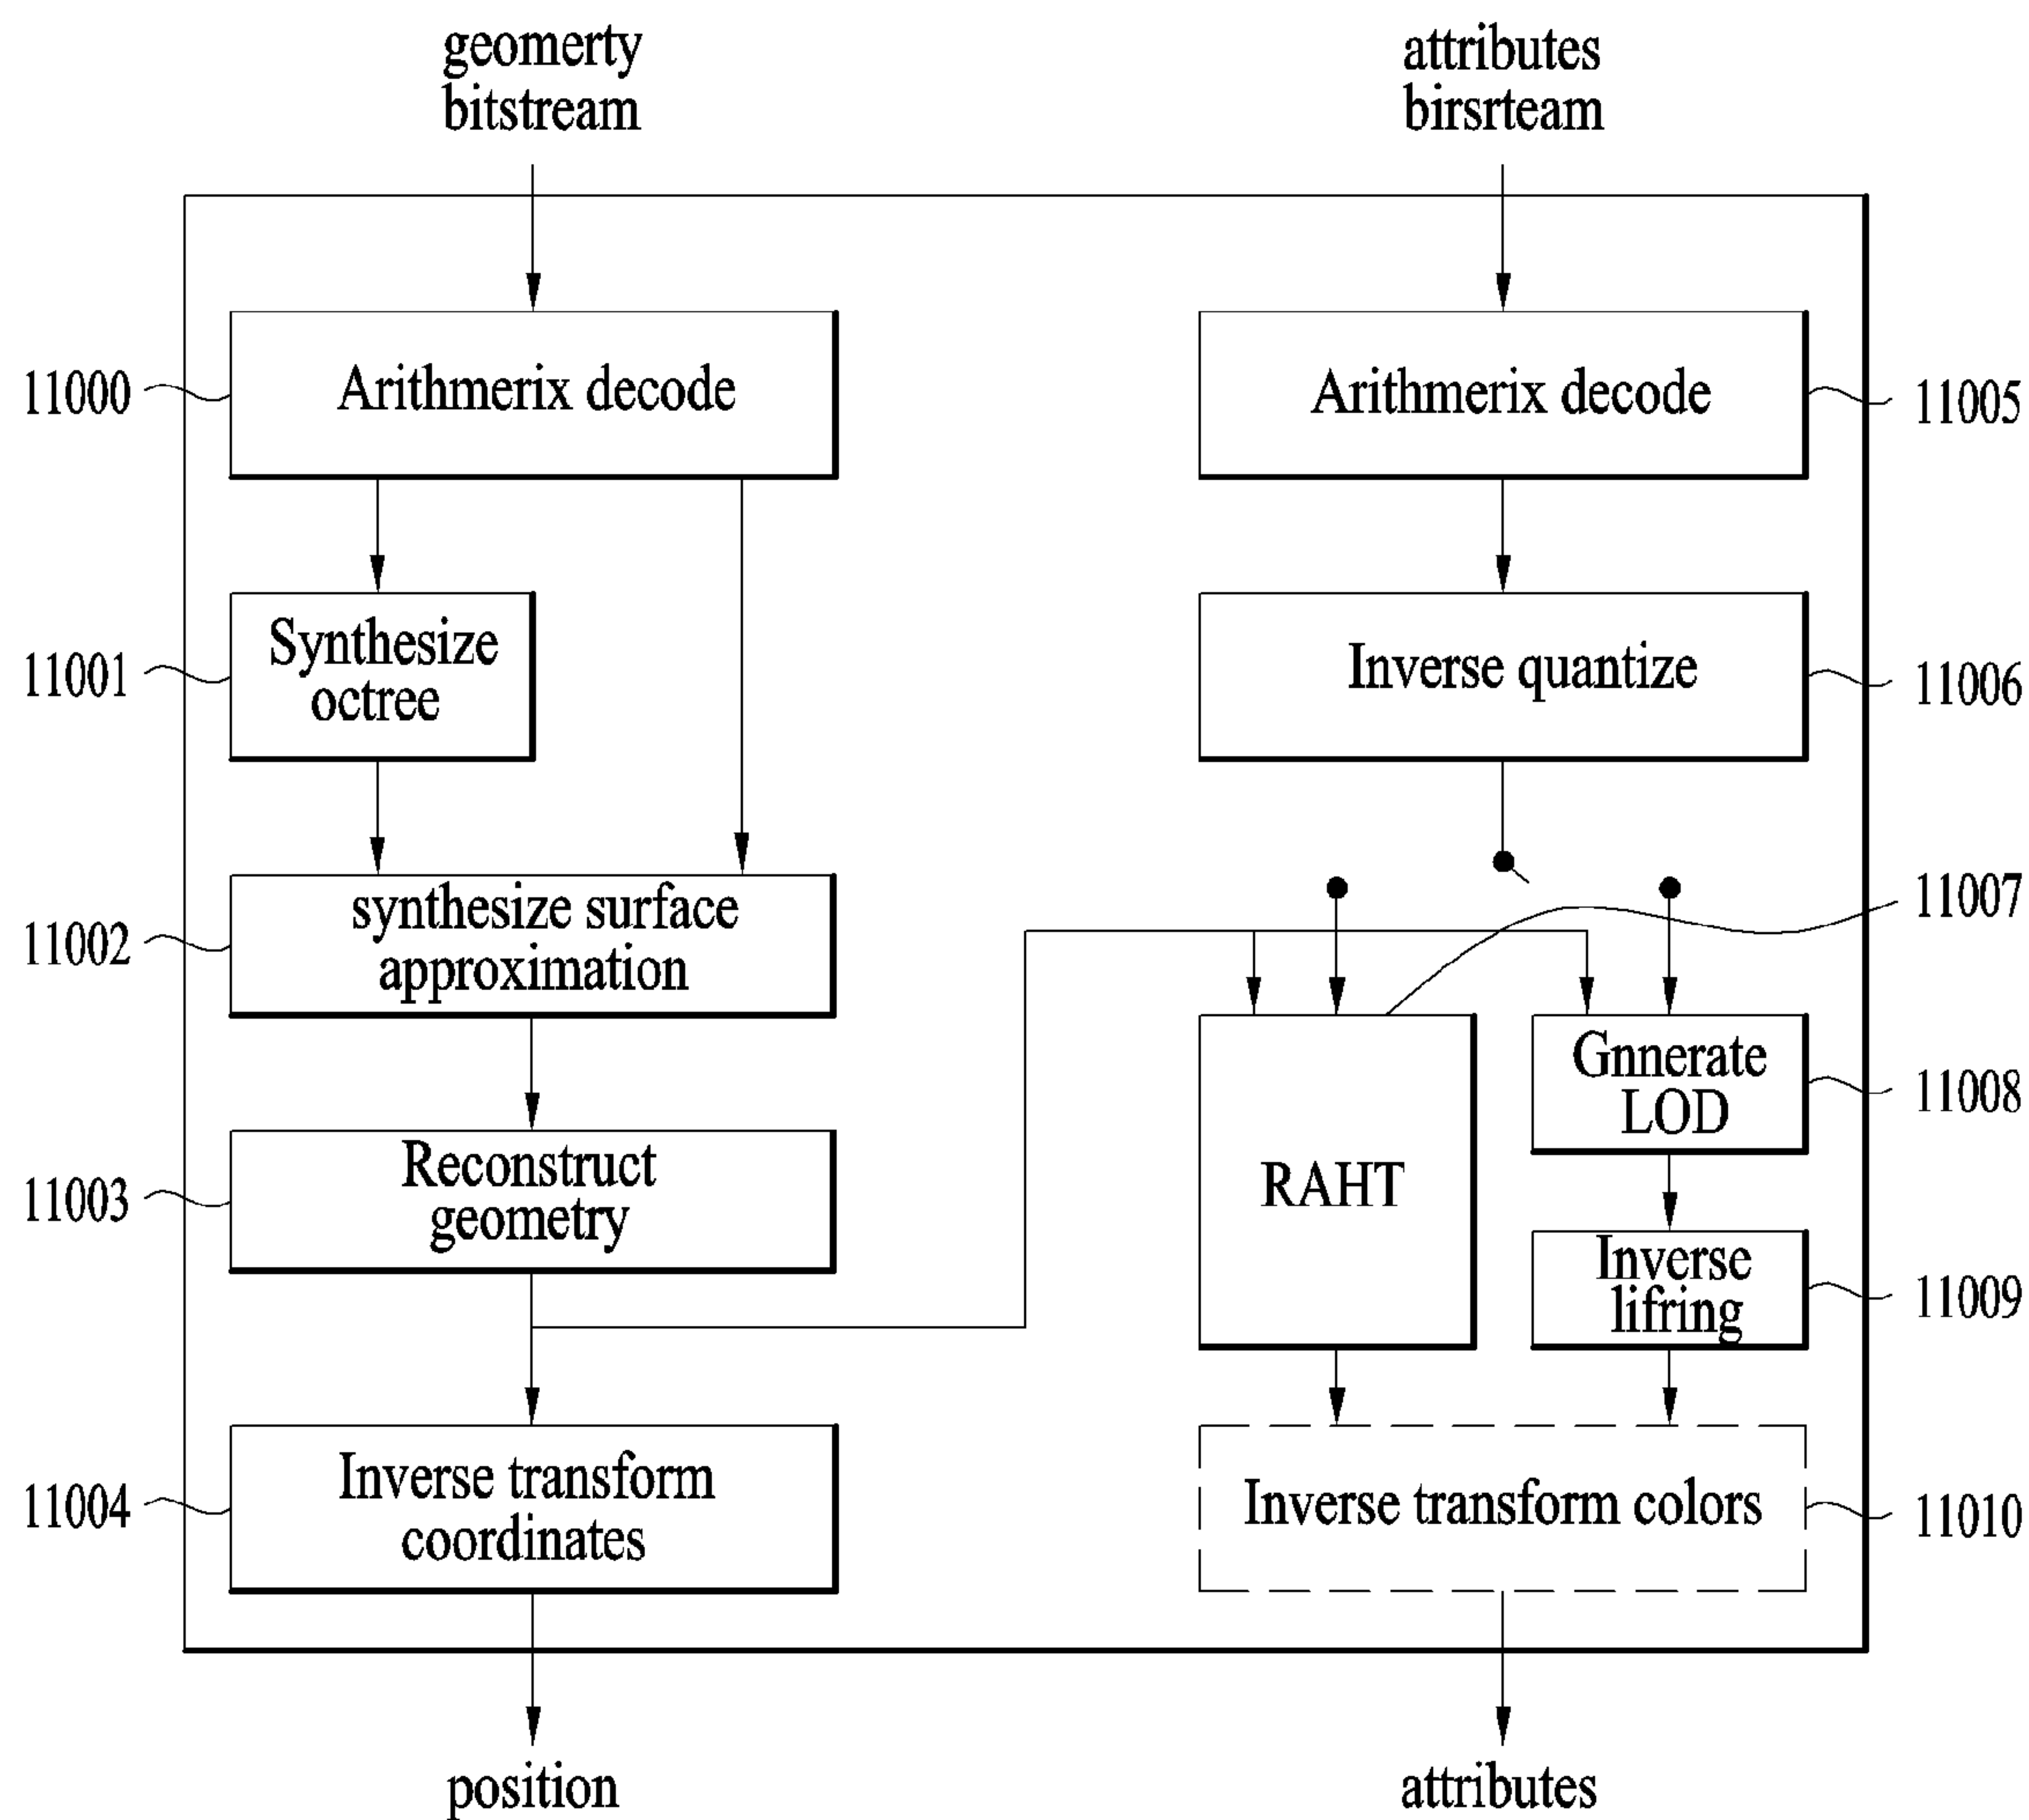 geomerty
bitstream
attributes
birsrteam
11000
Arithmerix decode
Arithmerix decode
11005
11001
Synthesize
octree
Inverse quantize
11006
11002
synthesize surface
approximation
11007
11003
Reconstruct
geometry
RAHT
Gnnerate
LOD
11008
Inverse
lifring
11009
11004
Inverse transform
coordinates
Inverse transform colors
11010
position
attributes